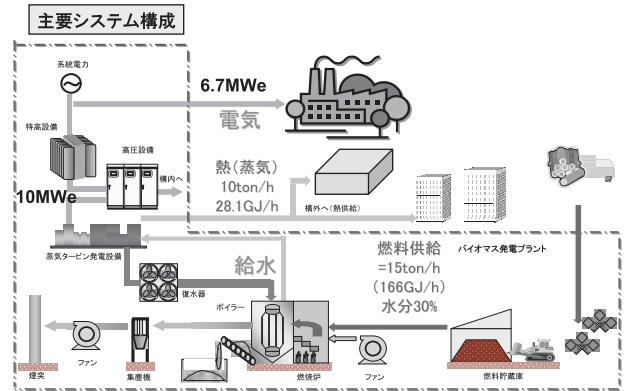 主要システム構成
系統電力
6.7MWe
電気
特高設備
高圧設備
熱(蒸気)
10ton/h
28.1GJ/h
構内へ
10MWe
構外へ(熱供給)
蒸気タービン発電設備
給水
燃料供給
=15ton/h
(166GJ/h)
水分30%
バイオマス発電プラント
復水器
ボイラー
煙突
ファン
集塵機
燃焼炉
ファン
燃料貯蔵庫